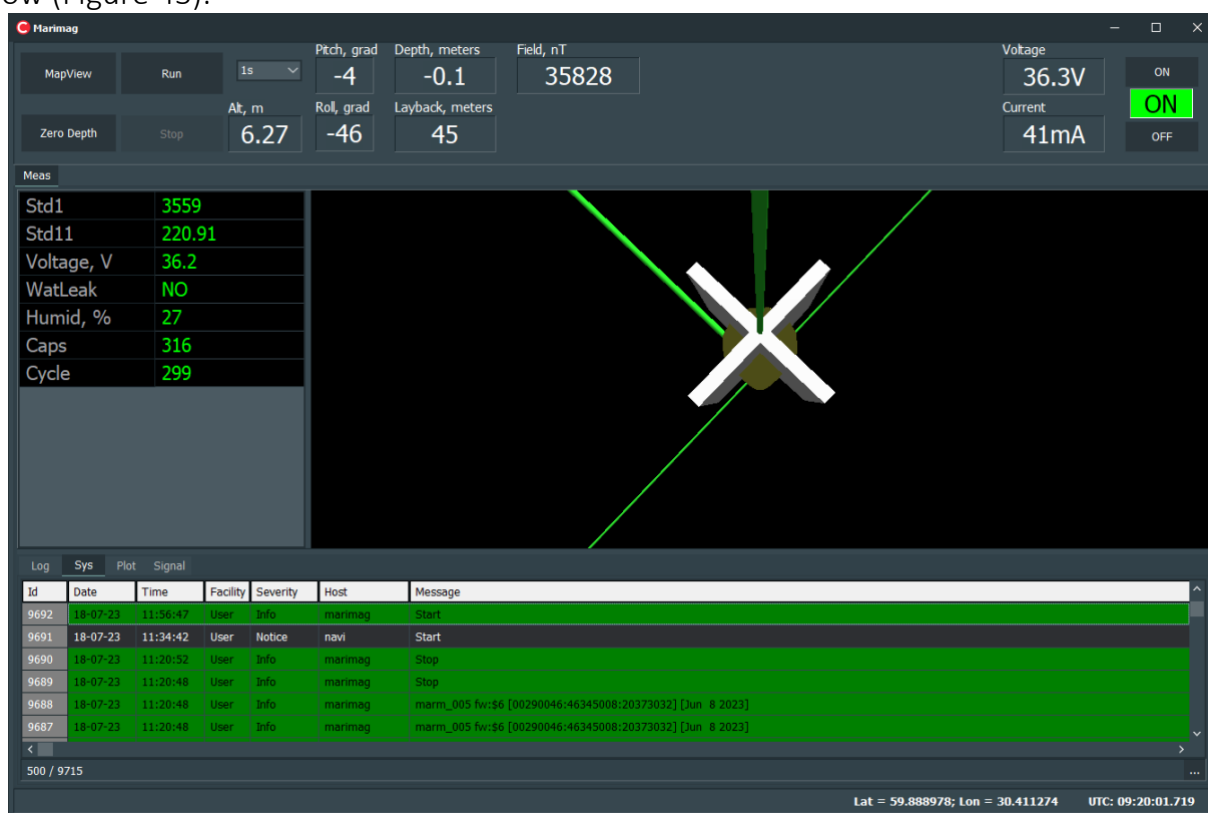 ow (Figure 45).
Marimag
MapView Run 1s Pitch, grad -4 Depth, meters -0.1 Field, nT 35828 Voltage 36.3V ON
Zero Depth Stop Alt, m 6.27 Roll, grad -46 Layback, meters 45 Current 41mA ON OFF
Meas
Std1 3559
Std11 220.91
Voltage, V 36.2
WatLeak NO
Humid, % 27
Caps 316
Cycle 299
Log Sys Plot Signal
Id Date Time Facility Severity Host Message
9692 18-07-23 11:56:47 User Info marimag Start
9691 18-07-23 11:34:42 User Notice navi Start
9690 18-07-23 11:20:52 User Info marimag Stop
9689 18-07-23 11:20:48 User Info marimag Stop
9688 18-07-23 11:20:48 User Info marimag marm_005 fw:$6 [00290046:46345008:20373032] [Jun 8 2023]
9687 18-07-23 11:20:48 User Info marimag marm_005 fw:$6 [00290046:46345008:20373032] [Jun 8 2023]
500 / 9715 ...
Lat = 59.888978; Lon = 30.411274 UTC: 09:20:01.719